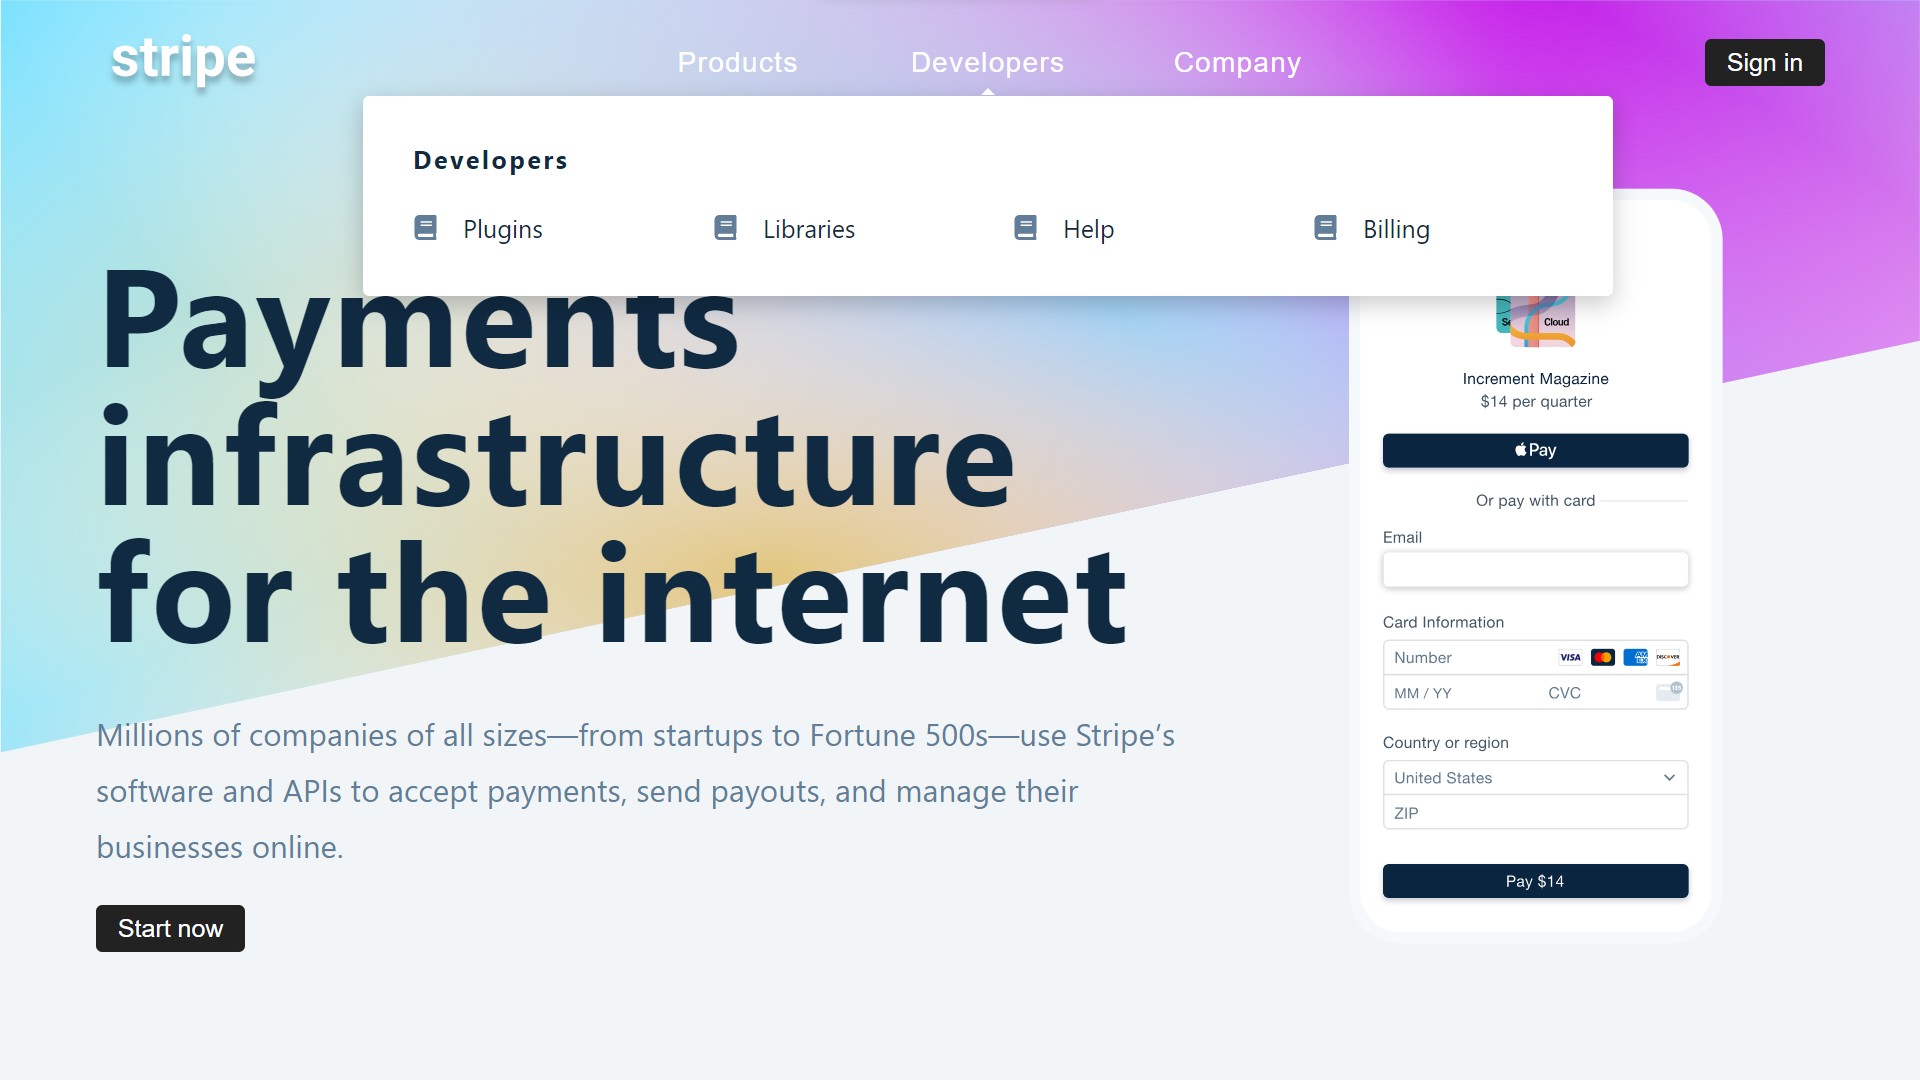 stripe
Products
Developers
Company
Sign in
Developers
Plugins
Libraries
Help
Billing
Payments
infrastructure
for the internet
Millions of companies of all sizes—from startups to Fortune 500s—use Stripe’s
software and APIs to accept payments, send payouts, and manage their
businesses online.
Start now
Cloud
Increment Magazine
$14 per quarter
Pay
Or pay with card
Email
Card Information
Number
VISA
AMEX
DISCOVER
MM / YY
CVC
135
Country or region
United States
ZIP
Pay $14